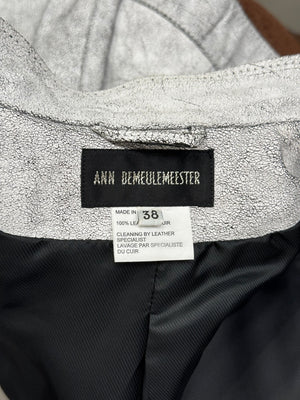 ANN DEMEULEMEESTER
MADE IN
38
100%
CLEANING BY LEATHER
SPECIALIST
LAVAGE PAR SPECIALISTE
DU CUIR